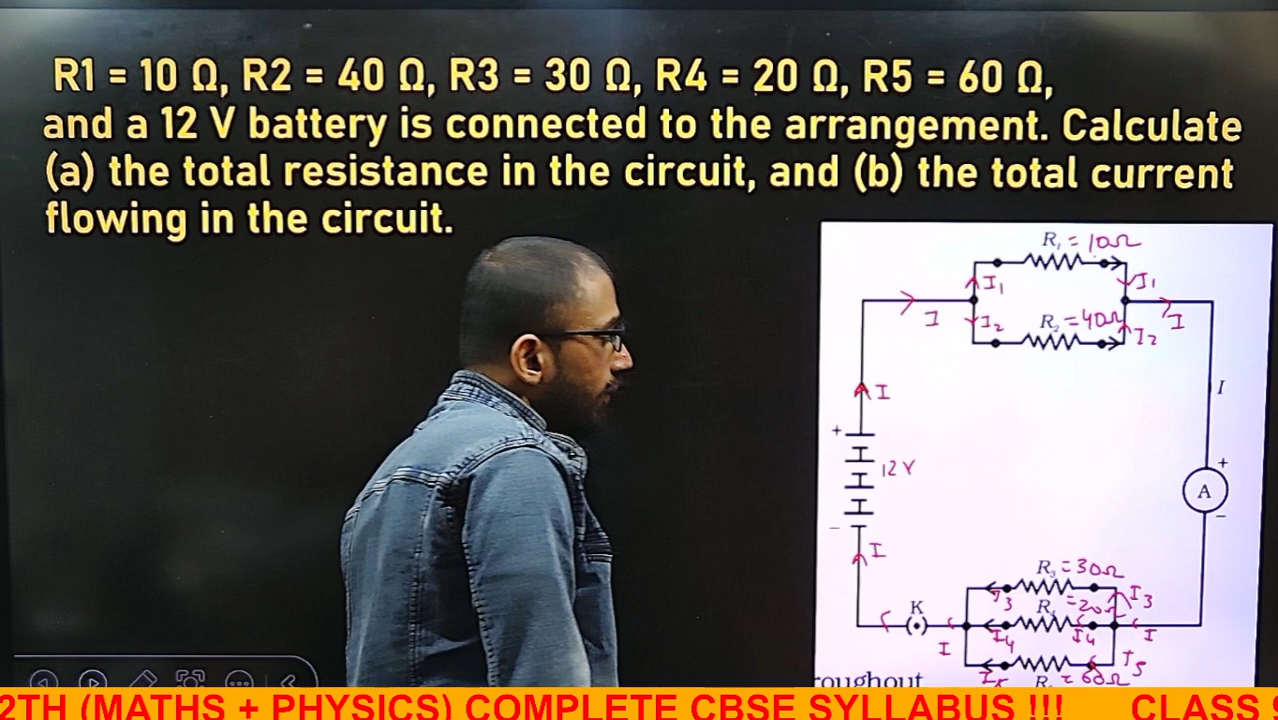 R1 = 10 Ω, R2 = 40 Ω, R3 = 30 Ω, R4 = 20 Ω, R5 = 60 Ω,
and a 12 V battery is connected to the arrangement. Calculate
(a) the total resistance in the circuit, and (b) the total current
flowing in the circuit.
R₁ = 10Ω
I₁ I₁
I I₂ R₂ = 40Ω I₂ I
I I
+ 12 V +
A
- -
I
R₃ = 30Ω
K I₃ R₄ = 20Ω I₃
I I₄ I₄ I
I₅ R = 60Ω I₅
roughout
2TH (MATHS + PHYSICS) COMPLETE CBSE SYLLABUS !!! CLASS 9